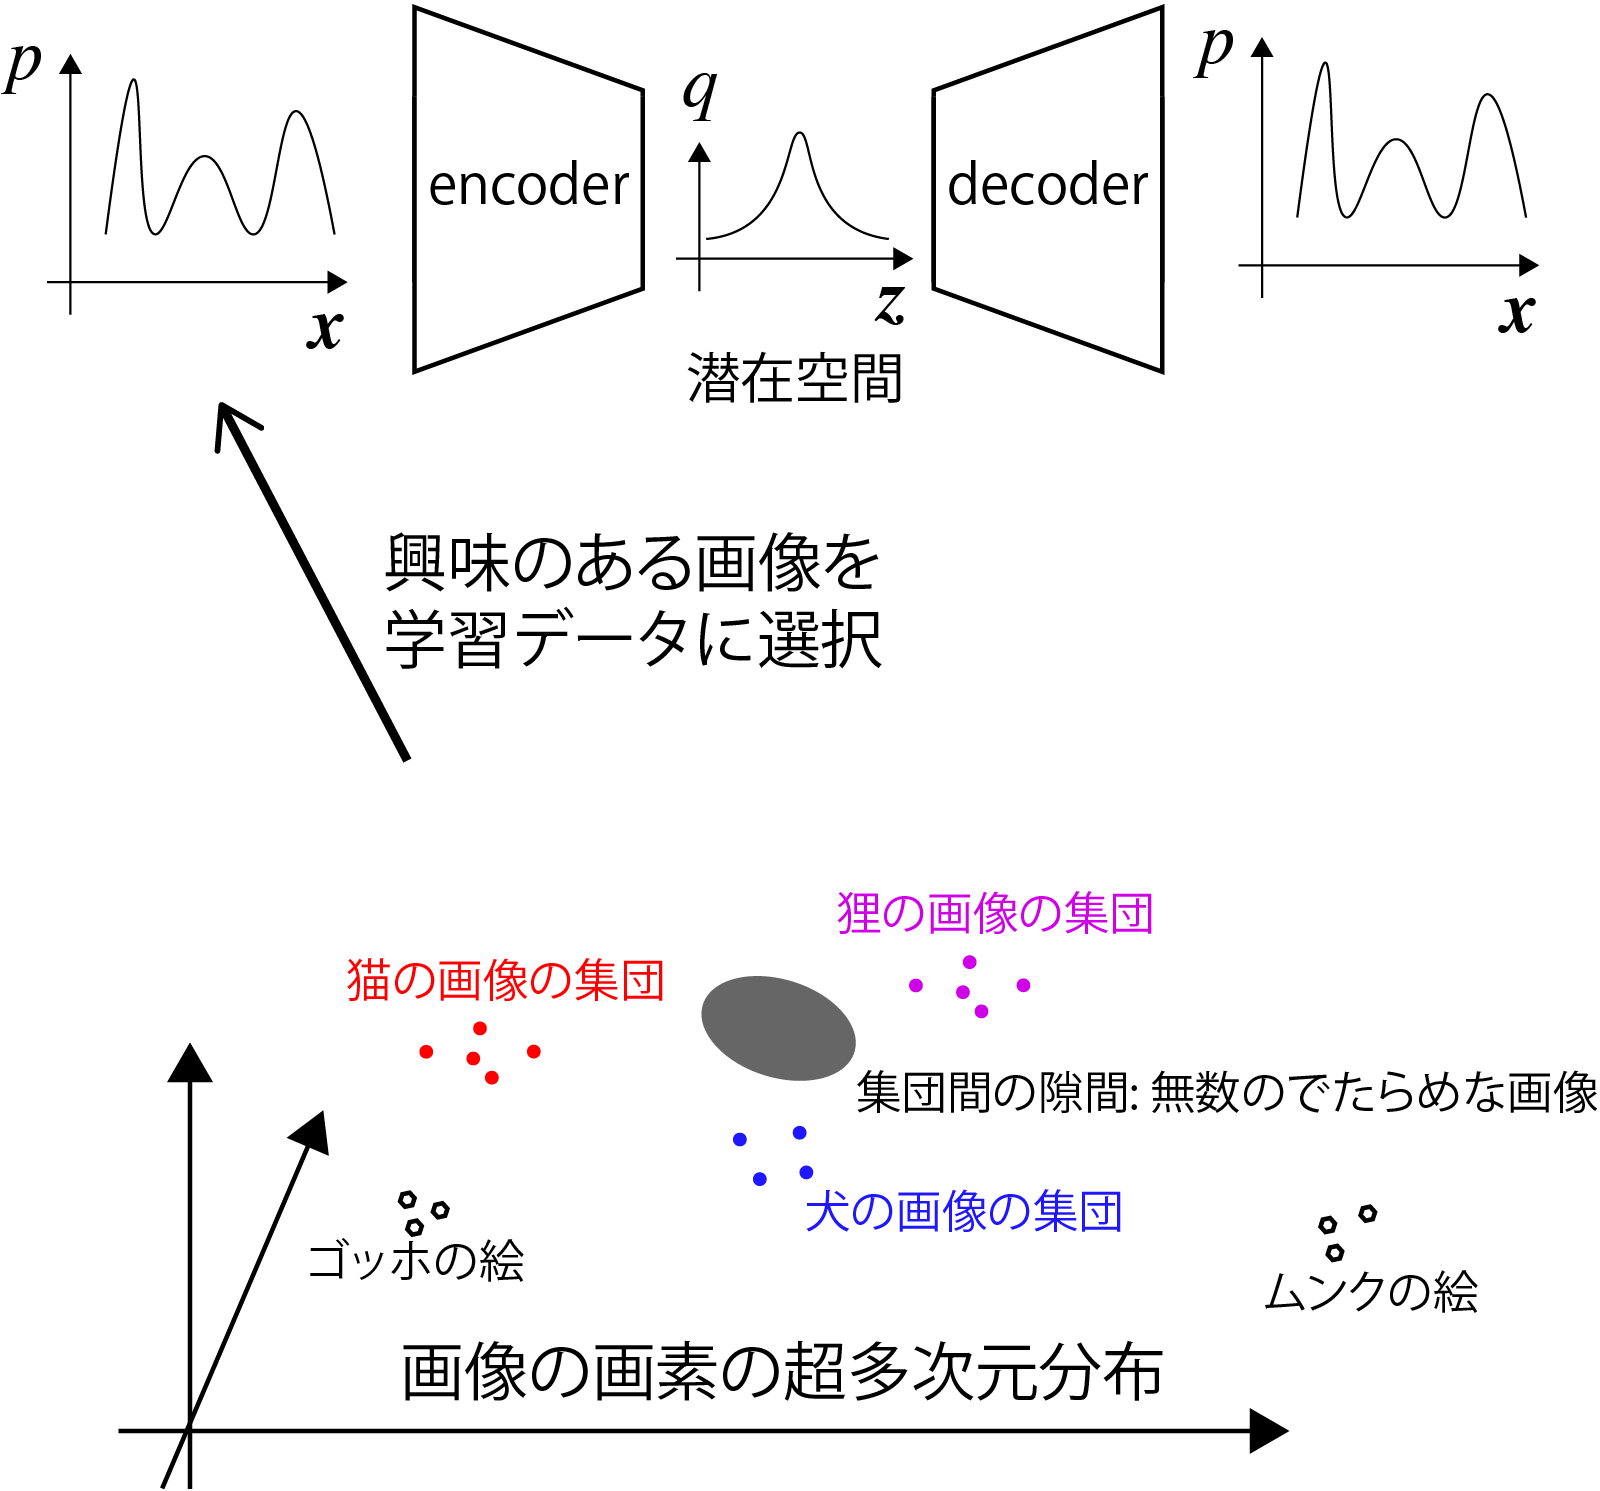 p
x
encoder
q
z
潜在空間
decoder
p
x
興味のある画像を
学習データに選択
狸の画像の集団
猫の画像の集団
集団間の隙間: 無数のでたらめな画像
犬の画像の集団
ゴッホの絵
ムンクの絵
画像の画素の超多次元分布